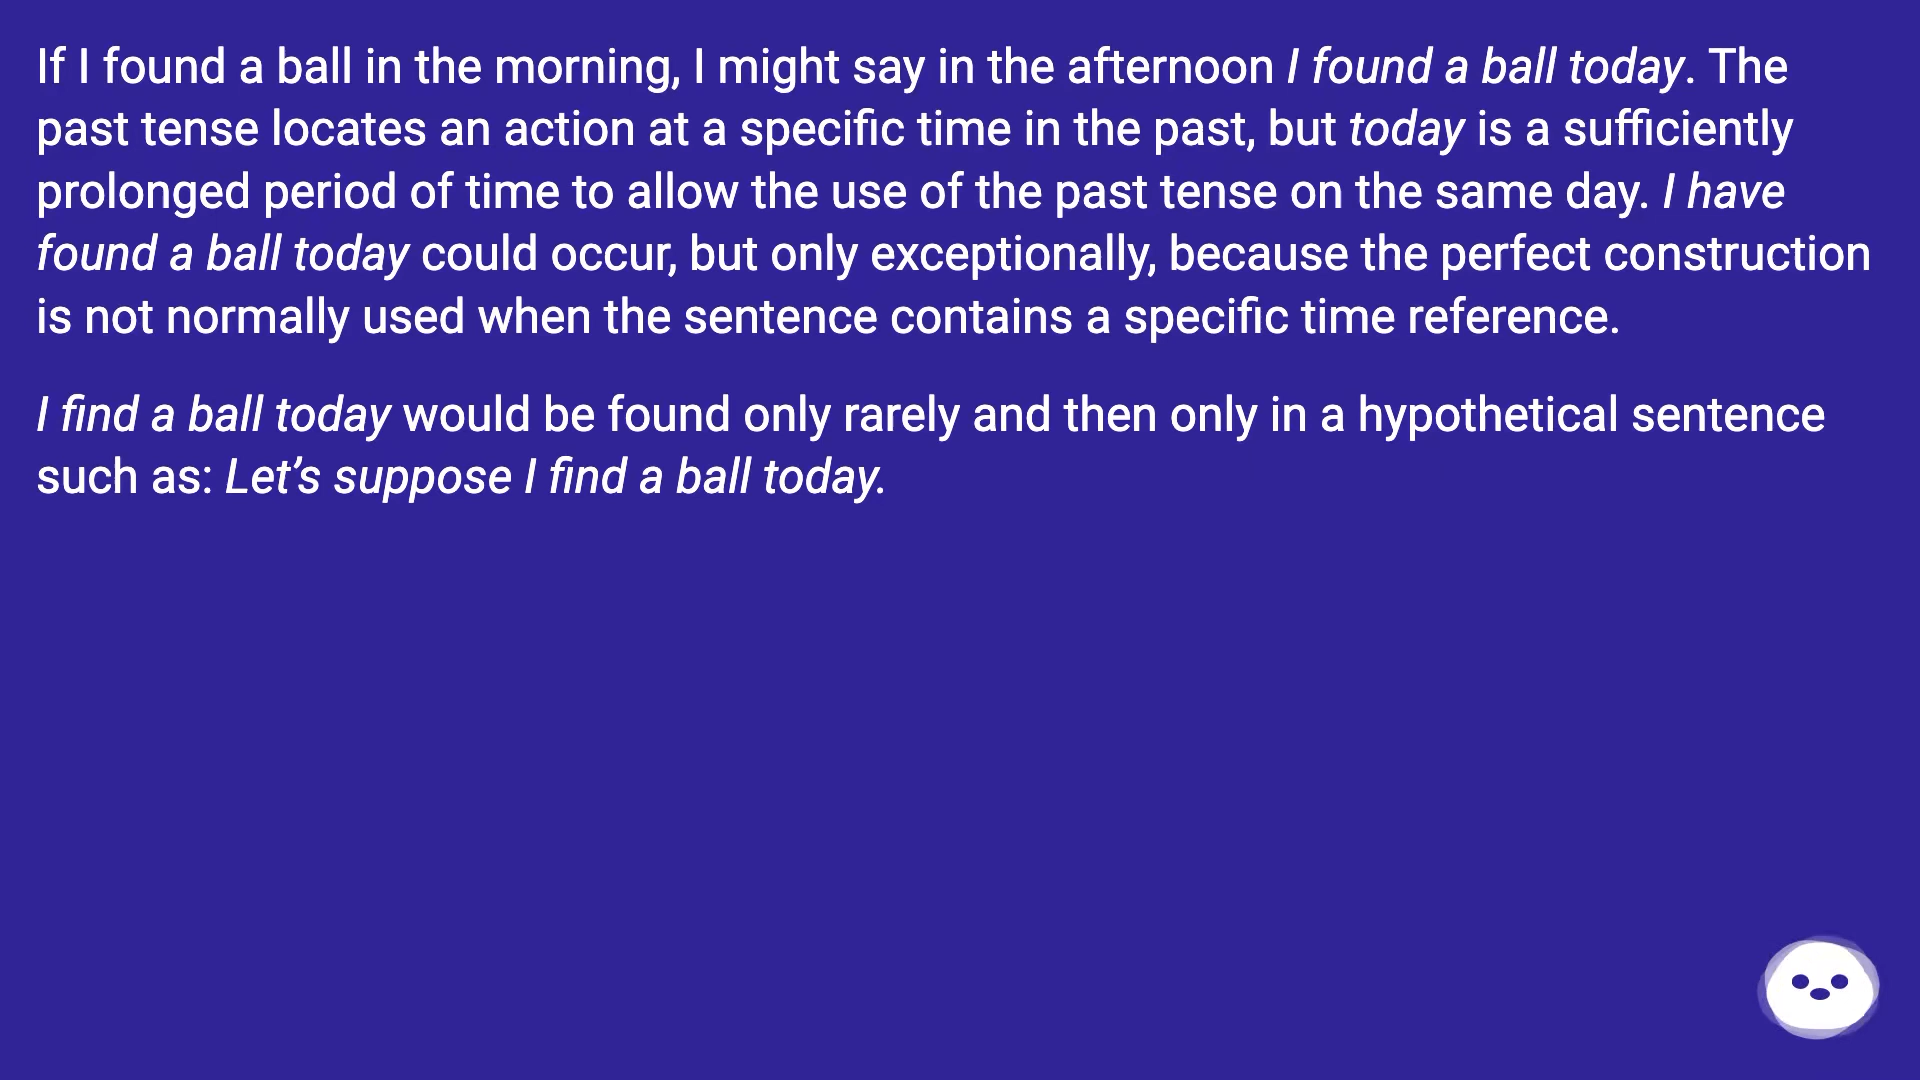 If I found a ball in the morning, I might say in the afternoon I found a ball today. The
past tense locates an action at a specific time in the past, but today is a sufficiently
prolonged period of time to allow the use of the past tense on the same day. I have
found a ball today could occur, but only exceptionally, because the perfect construction
is not normally used when the sentence contains a specific time reference.
I find a ball today would be found only rarely and then only in a hypothetical sentence
such as: Let’s suppose I find a ball today.